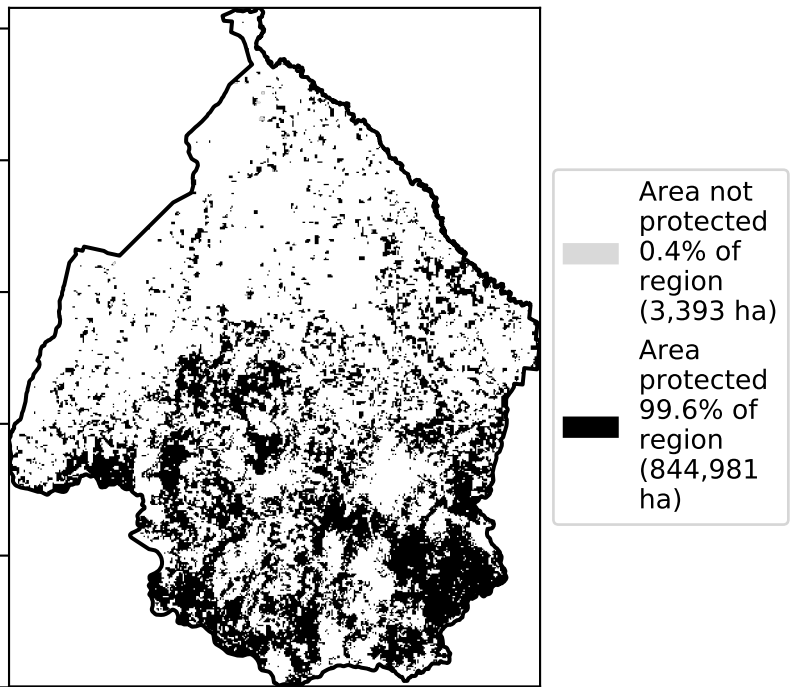 Area not
protected
0.4% of
region
(3,393 ha)
Area
protected
99.6% of
region
(844,981
ha)